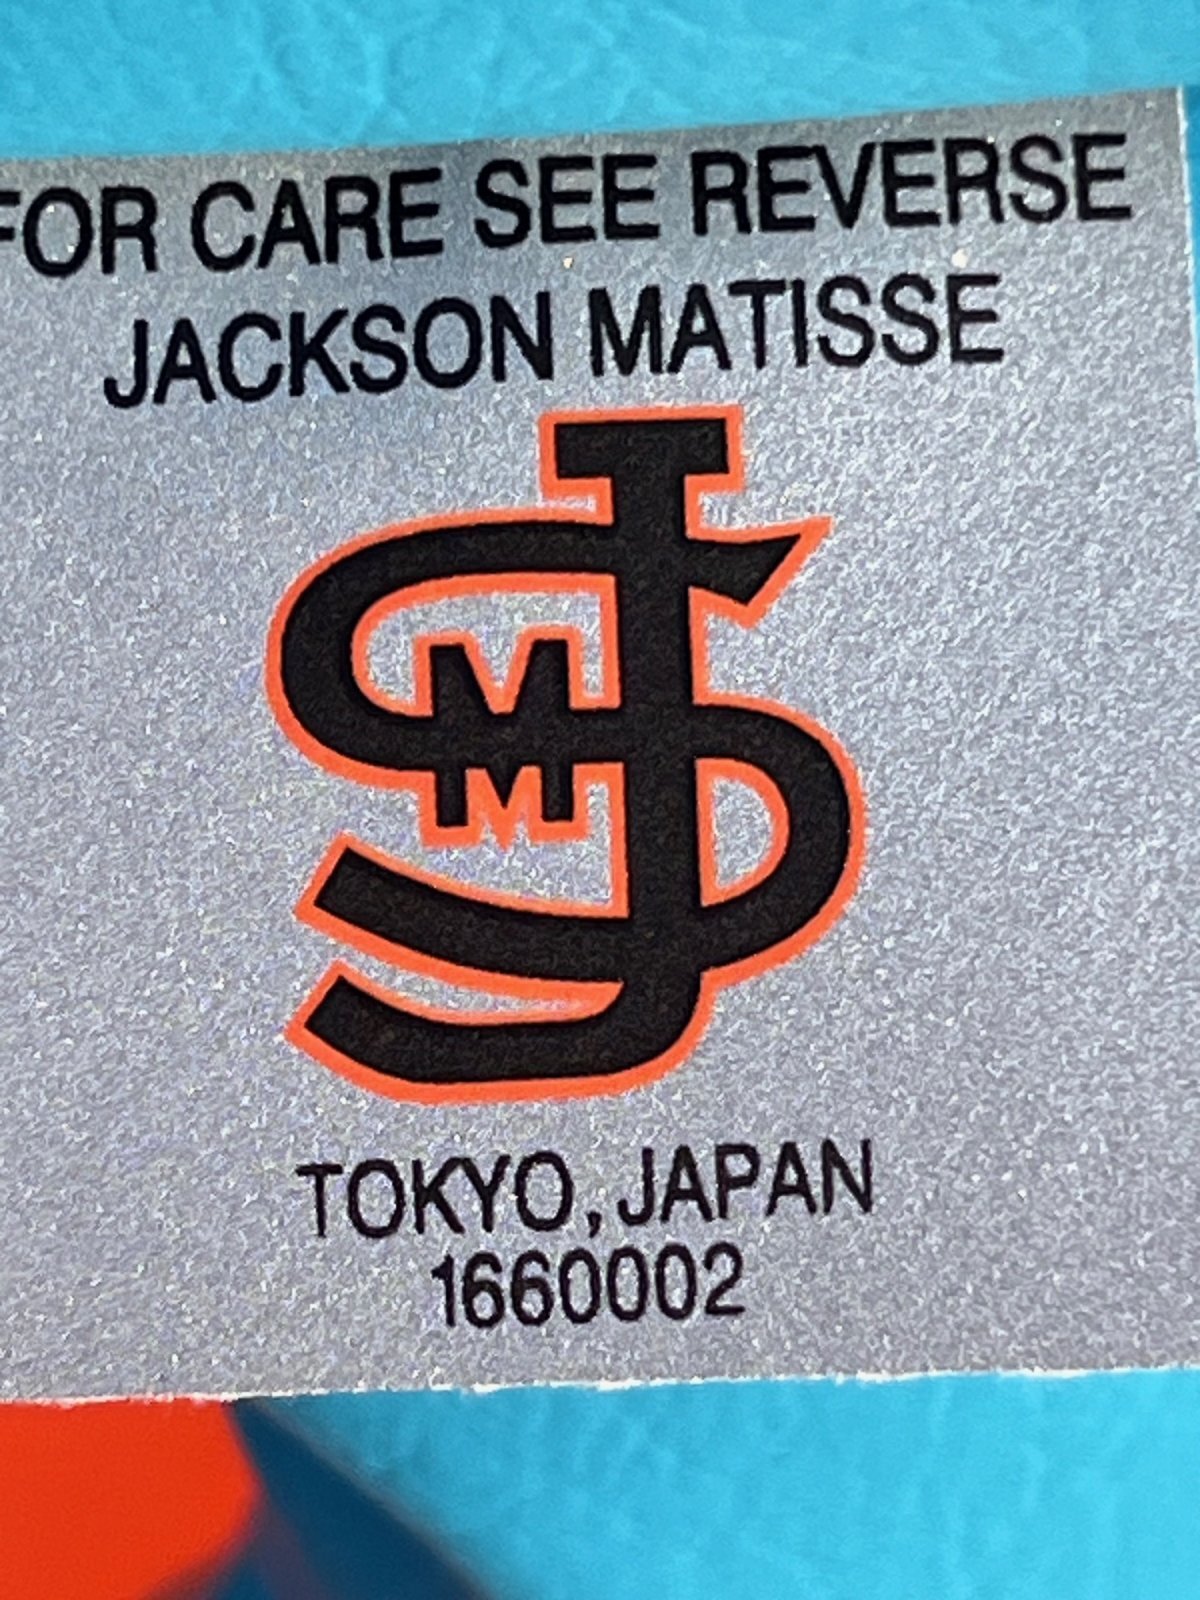 FOR CARE SEE REVERSE
JACKSON MATISSE
TOKYO, JAPAN
1660002